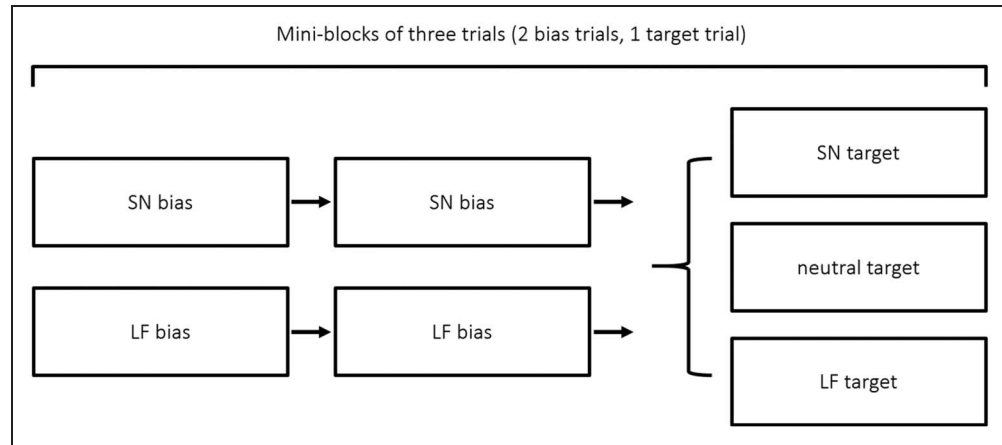 Mini-blocks of three trials (2 bias trials, 1 target trial)
SN bias
SN bias
SN target
neutral target
LF bias
LF bias
LF target